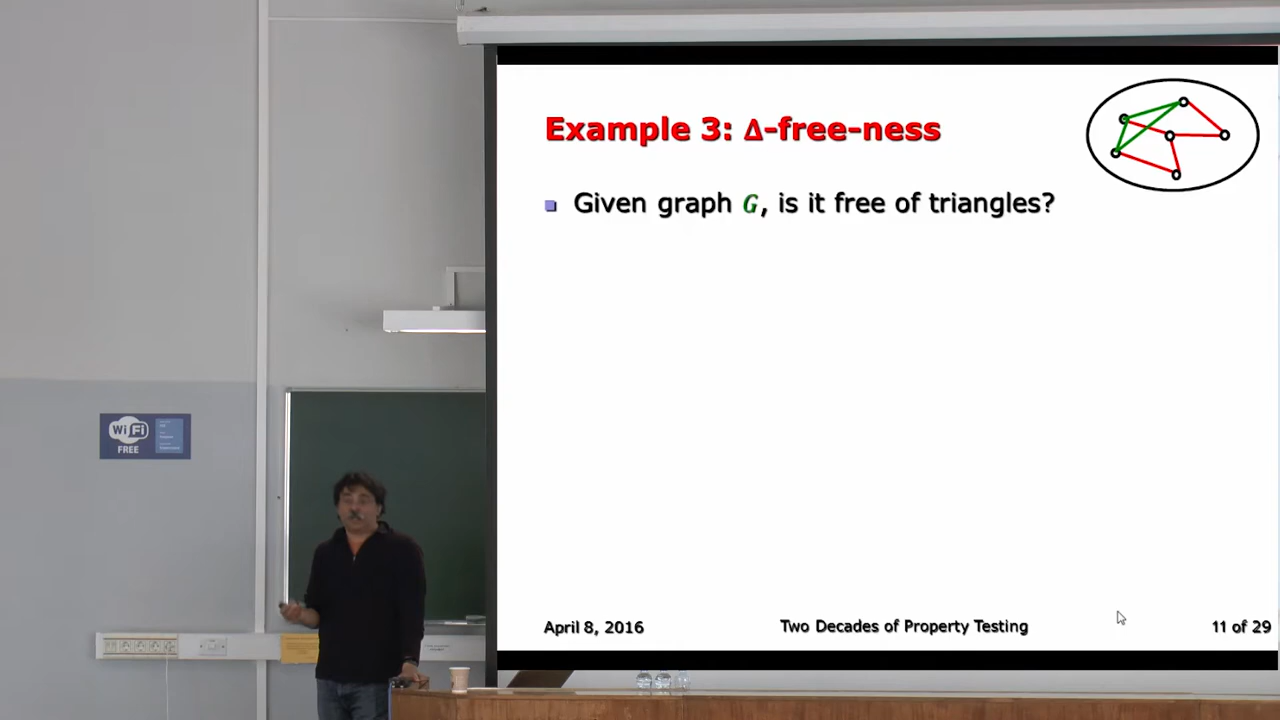 Example 3: Δ-free-ness
Given graph G, is it free of triangles?
WiFi
FREE
April 8, 2016
Two Decades of Property Testing
11 of 29